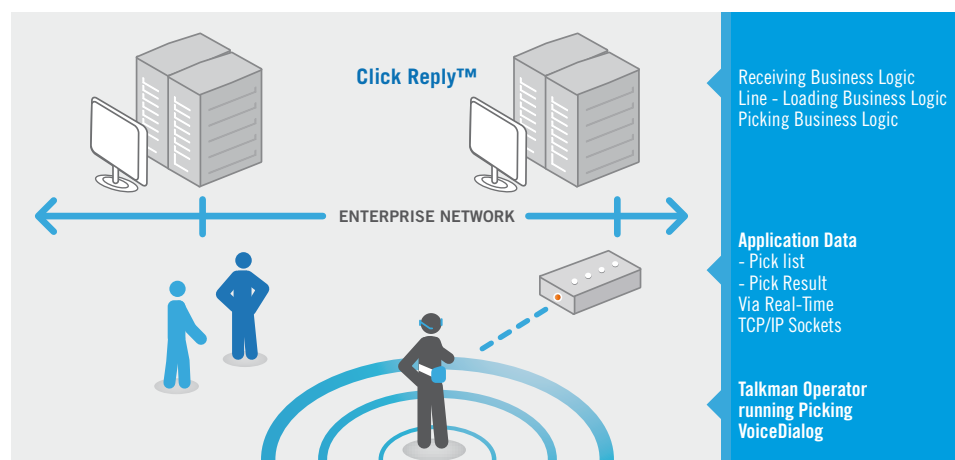 Click Reply™
Receiving Business Logic
Line - Loading Business Logic
Picking Business Logic
ENTERPRISE NETWORK
Application Data
- Pick list
- Pick Result
Via Real-Time
TCP/IP Sockets
Talkman Operator
running Picking
VoiceDialog